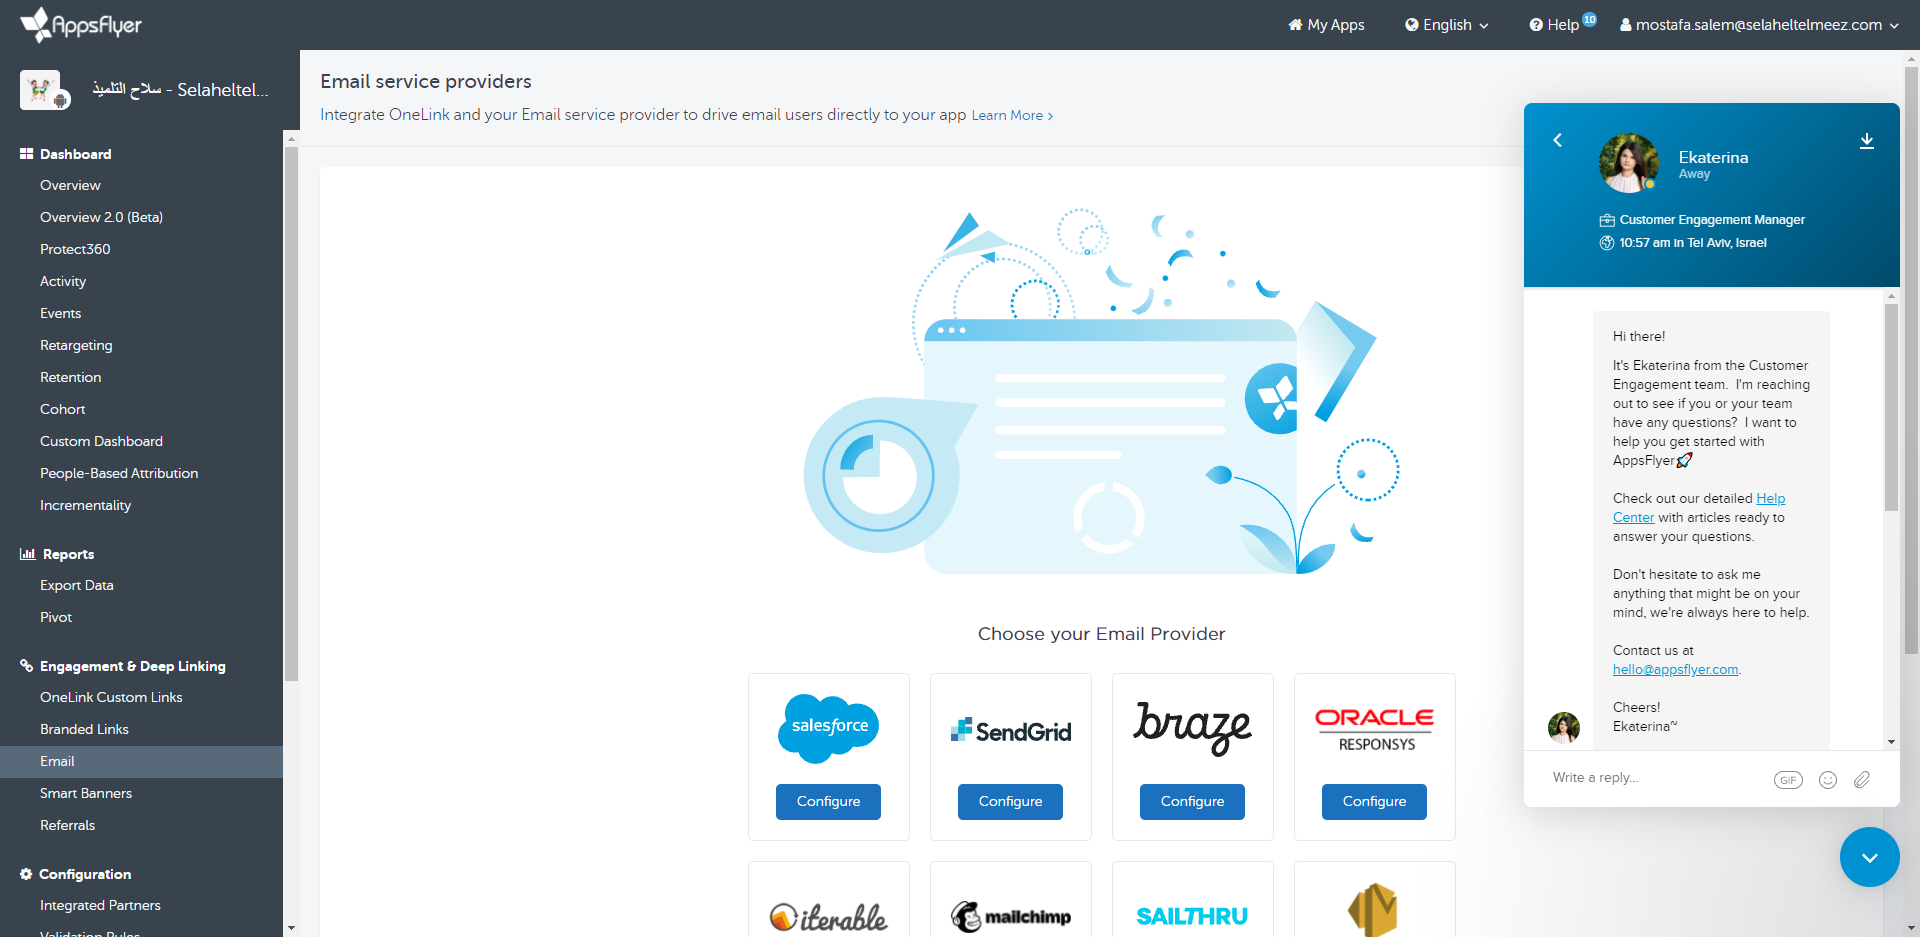 AppsFlyer
My Apps
English
Help 10
mostafa.salem@selaheltelmeez.com
سلاح التلميذ - Selaheltel...
Dashboard
Overview
Overview 2.0 (Beta)
Protect360
Activity
Events
Retargeting
Retention
Cohort
Custom Dashboard
People-Based Attribution
Incrementality
Reports
Export Data
Pivot
Engagement & Deep Linking
OneLink Custom Links
Branded Links
Email
Smart Banners
Referrals
Configuration
Integrated Partners
Validation Rules
Email service providers
Integrate OneLink and your Email service provider to drive email users directly to your app Learn More ›
Choose your Email Provider
salesforce
Configure
SendGrid
Configure
braze
Configure
ORACLE
RESPONSYS
Configure
iterable
mailchimp
SAILTHRU
Ekaterina
Away
Customer Engagement Manager
10:57 am in Tel Aviv, Israel
Hi there!
It's Ekaterina from the Customer
Engagement team. I'm reaching
out to see if you or your team
have any questions? I want to
help you get started with
AppsFlyer🚀
Check out our detailed Help
Center with articles ready to
answer your questions.
Don't hesitate to ask me
anything that might be on your
mind, we're always here to help.
Contact us at
hello@appsflyer.com.
Cheers!
Ekaterina~
Write a reply...
GIF